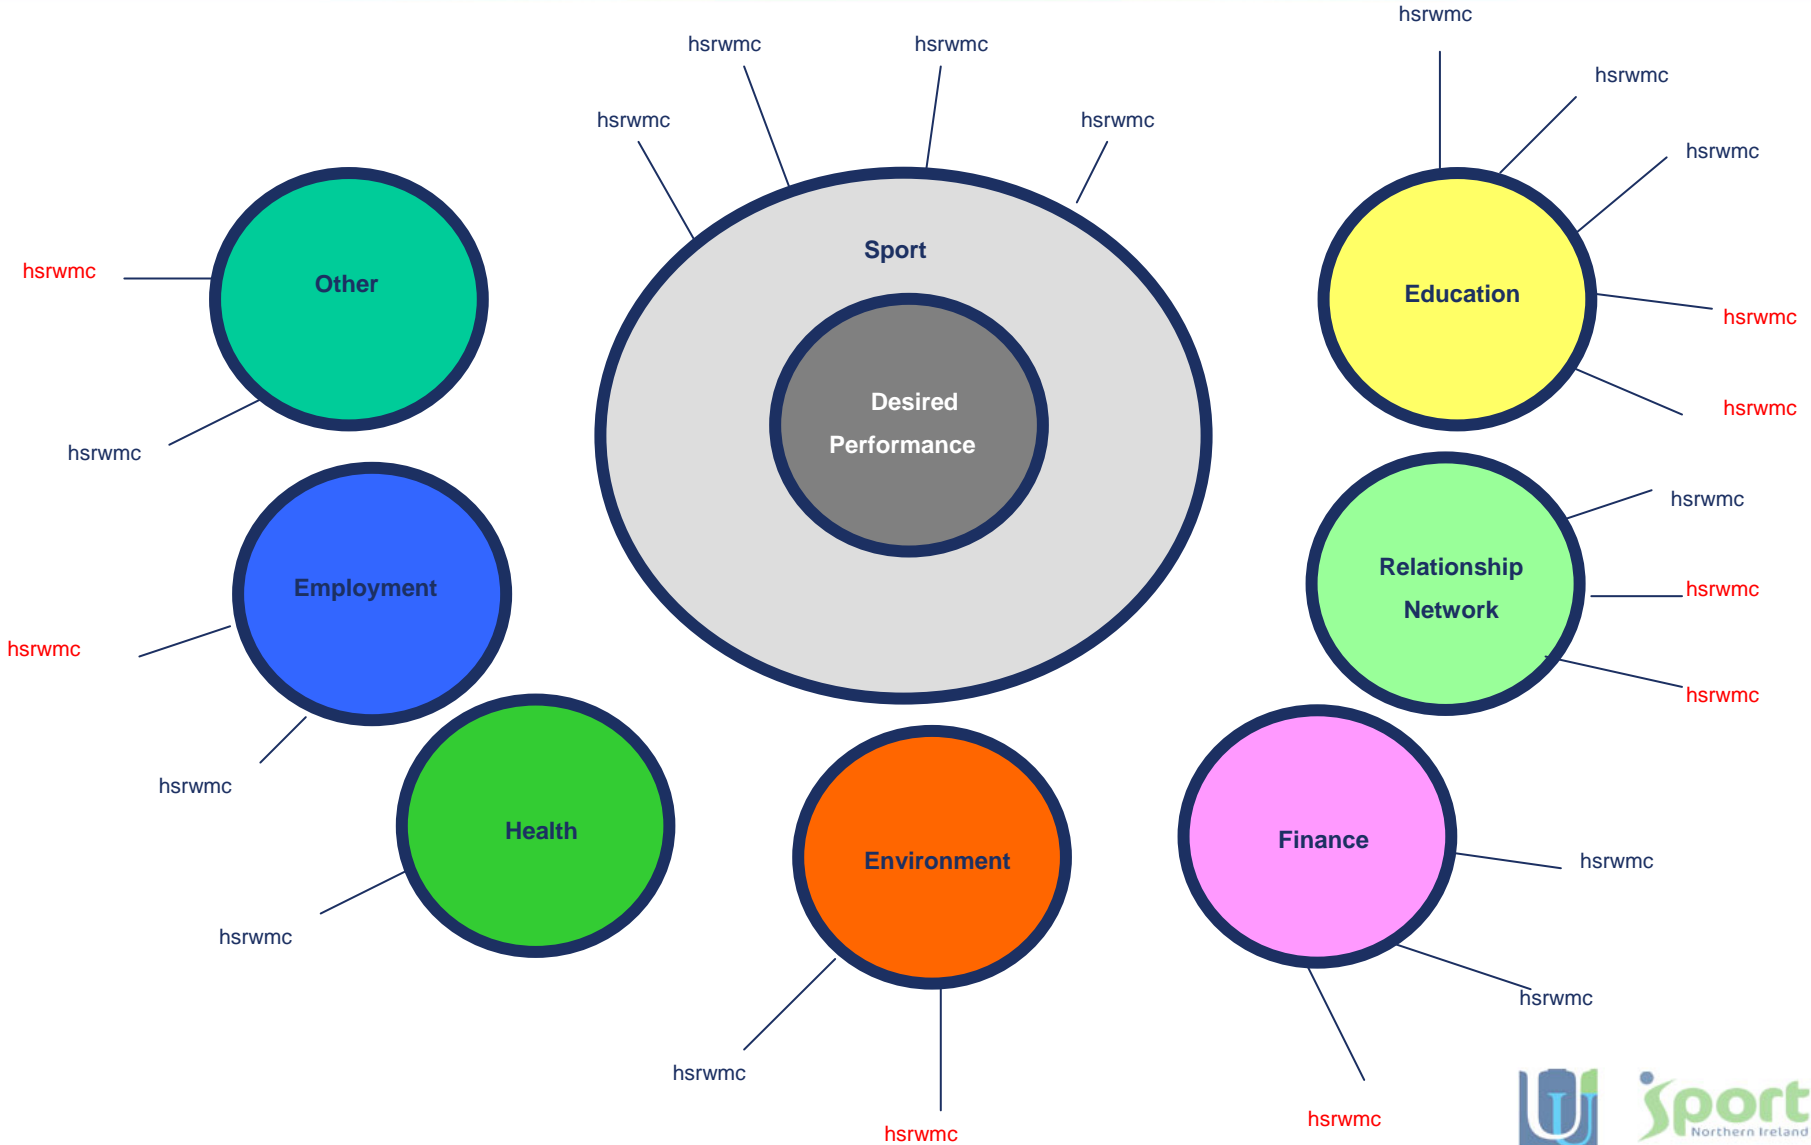 hsrwmc
hsrwmc
hsrwmc
hsrwmc
hsrwmc
hsrwmc
hsrwmc
Sport
hsrwmc
Other
Education
hsrwmc
Desired
Performance
hsrwmc
hsrwmc
hsrwmc
Relationship
Network
Employment
hsrwmc
hsrwmc
hsrwmc
hsrwmc
Health
Environment
Finance
hsrwmc
hsrwmc
hsrwmc
hsrwmc
hsrwmc
hsrwmc
hsrwmc
Sport
Northern Ireland